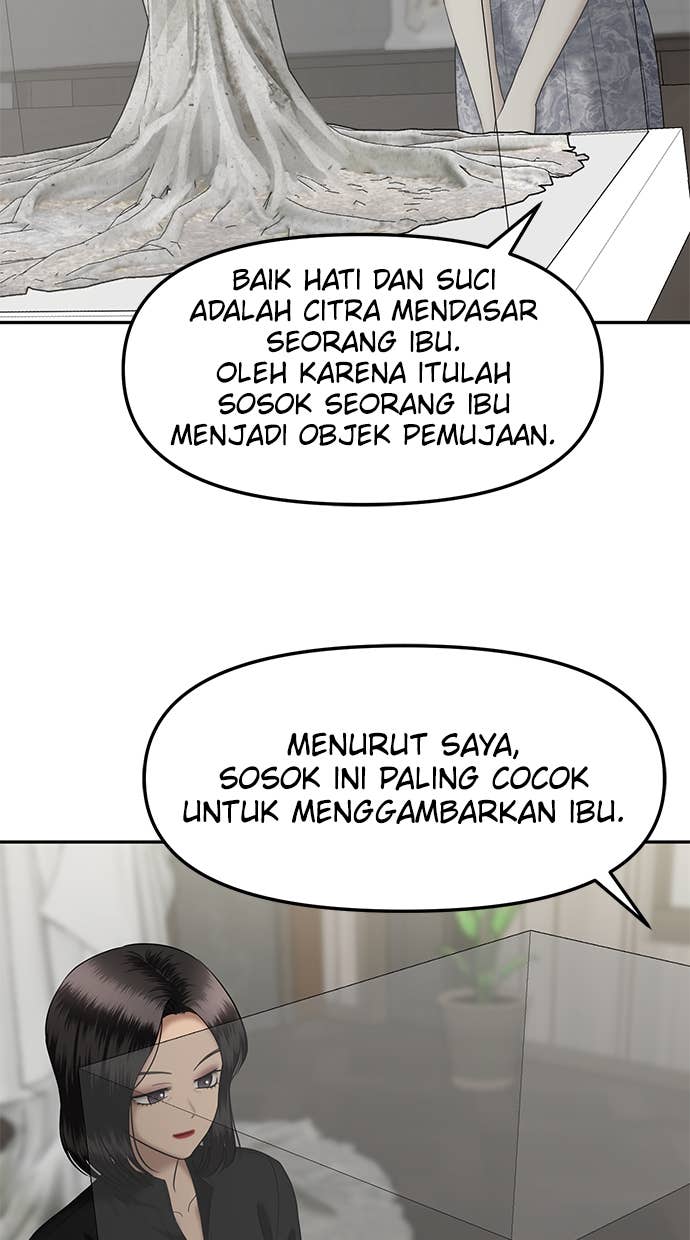 BAIK HATI DAN SUCI
ADALAH CITRA MENDASAR
SEORANG IBU.
OLEH KARENA ITULAH
SOSOK SEORANG IBU
MENJADI OBJEK PEMUJAAN.
MENURUT SAYA,
SOSOK INI PALING COCOK
UNTUK MENGGAMBARKAN IBU.